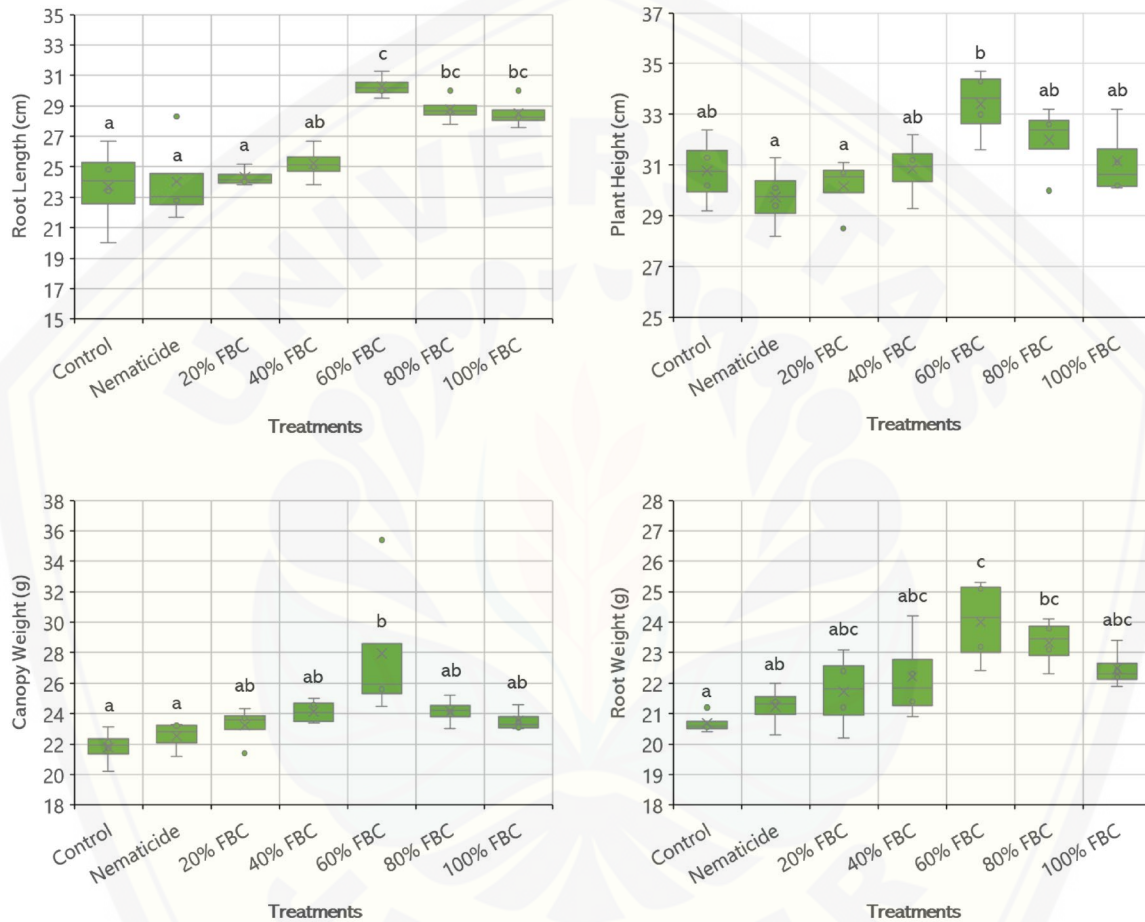 35
33
31
29
27
25
23
21
19
17
15
Root Length (cm)
a
a
a
ab
c
bc
bc
Control
Nematicide
20% FBC
40% FBC
60% FBC
80% FBC
100% FBC
Treatments
37
35
33
31
29
27
25
Plant Height (cm)
ab
a
a
ab
b
ab
ab
Control
Nematicide
20% FBC
40% FBC
60% FBC
80% FBC
100% FBC
Treatments
38
36
34
32
30
28
26
24
22
20
18
Canopy Weight (g)
a
a
ab
ab
b
ab
ab
Control
Nematicide
20% FBC
40% FBC
60% FBC
80% FBC
100% FBC
Treatments
28
27
26
25
24
23
22
21
20
19
18
Root Weight (g)
a
ab
abc
abc
c
bc
abc
Control
Nematicide
20% FBC
40% FBC
60% FBC
80% FBC
100% FBC
Treatments
UNIVERSITAS